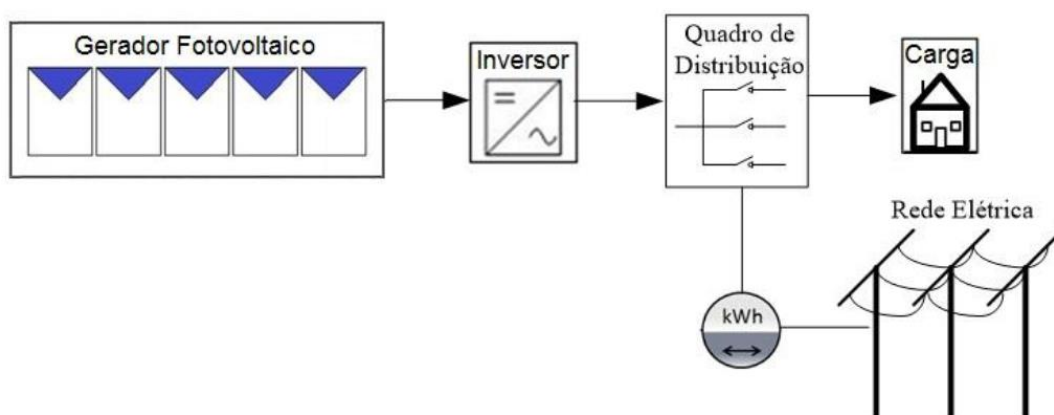 Gerador Fotovoltaico
Inversor
Quadro de
Distribuição
Carga
Rede Elétrica
kWh